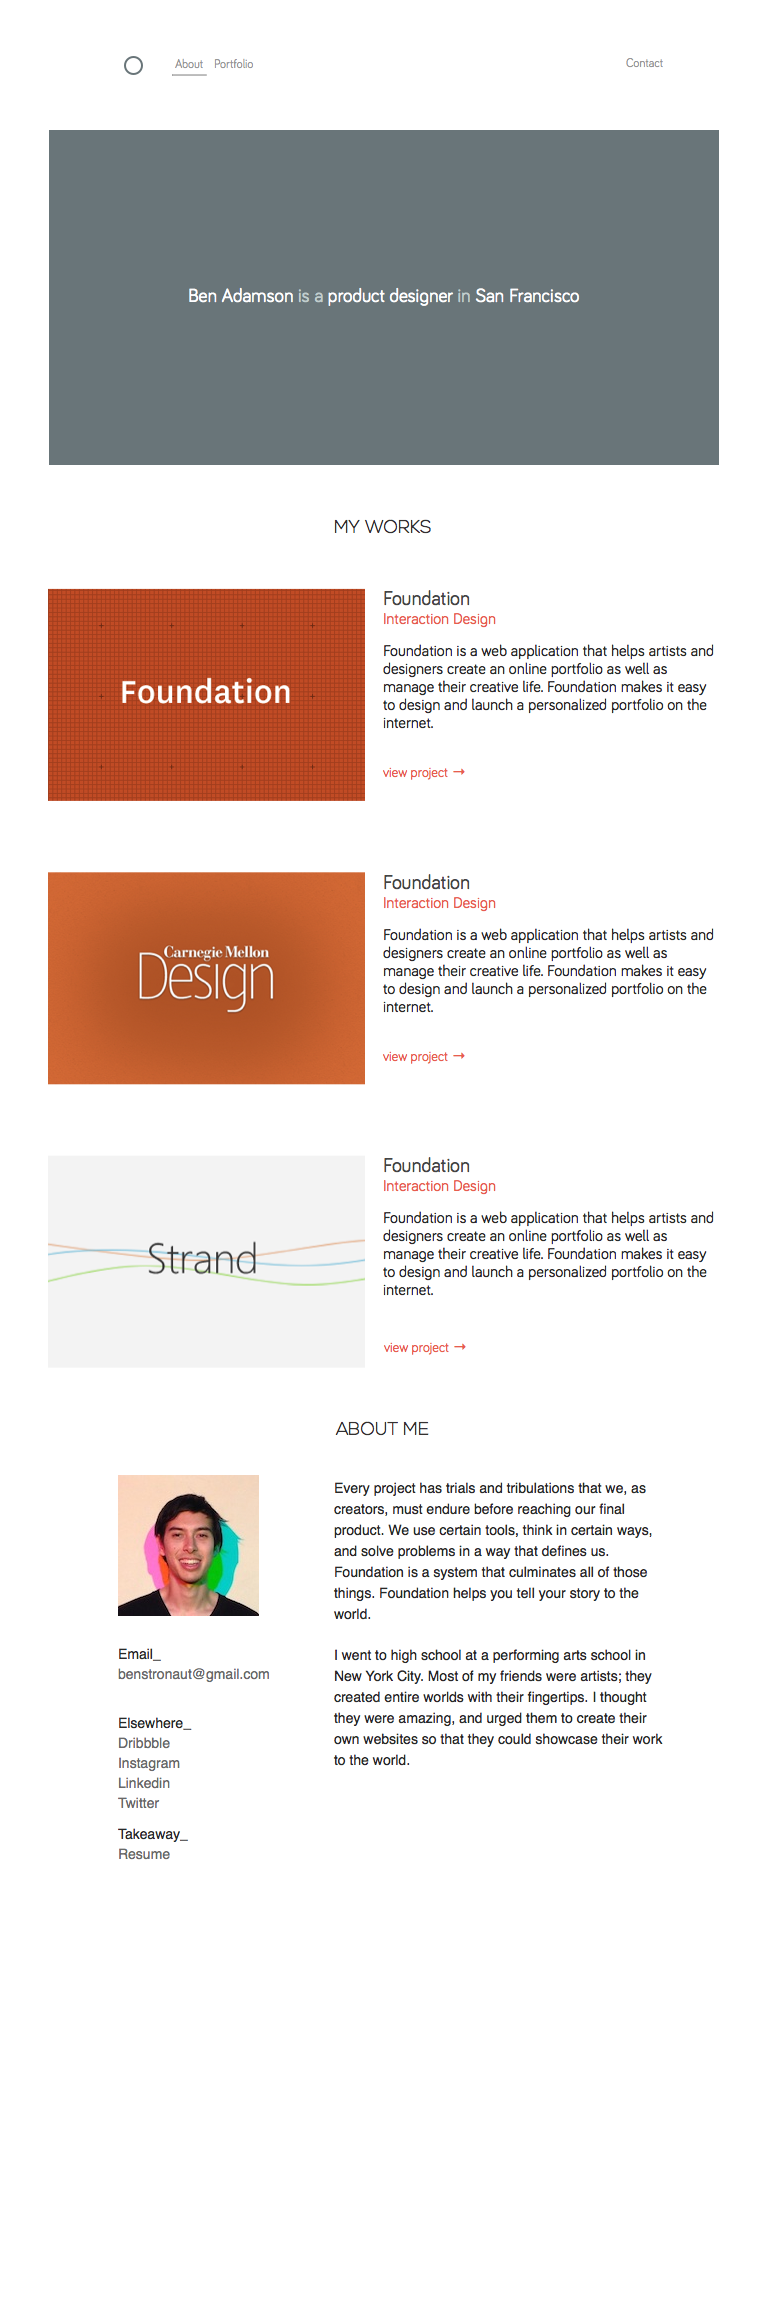 About Portfolio Contact
Ben Adamson is a product designer in San Francisco
MY WORKS
Foundation
Foundation
Interaction Design
Foundation is a web application that helps artists and
designers create an online portfolio as well as
manage their creative life. Foundation makes it easy
to design and launch a personalized portfolio on the
internet.
view project →
Carnegie Mellon
Design
Foundation
Interaction Design
Foundation is a web application that helps artists and
designers create an online portfolio as well as
manage their creative life. Foundation makes it easy
to design and launch a personalized portfolio on the
internet.
view project →
Strand
Foundation
Interaction Design
Foundation is a web application that helps artists and
designers create an online portfolio as well as
manage their creative life. Foundation makes it easy
to design and launch a personalized portfolio on the
internet.
view project →
ABOUT ME
Email_
benstronaut@gmail.com
Elsewhere_
Dribbble
Instagram
Linkedin
Twitter
Takeaway_
Resume
Every project has trials and tribulations that we, as
creators, must endure before reaching our final
product. We use certain tools, think in certain ways,
and solve problems in a way that defines us.
Foundation is a system that culminates all of those
things. Foundation helps you tell your story to the
world.
I went to high school at a performing arts school in
New York City. Most of my friends were artists; they
created entire worlds with their fingertips. I thought
they were amazing, and urged them to create their
own websites so that they could showcase their work
to the world.